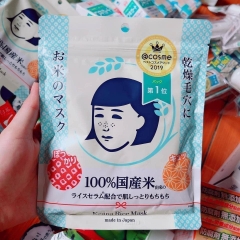 乾燥毛穴に
お米のマスク
@cosme
2019
第1位
100%国産米
ライスセラム配合で肌しっとりもちもち
Keana Rice Mask
made in Japan